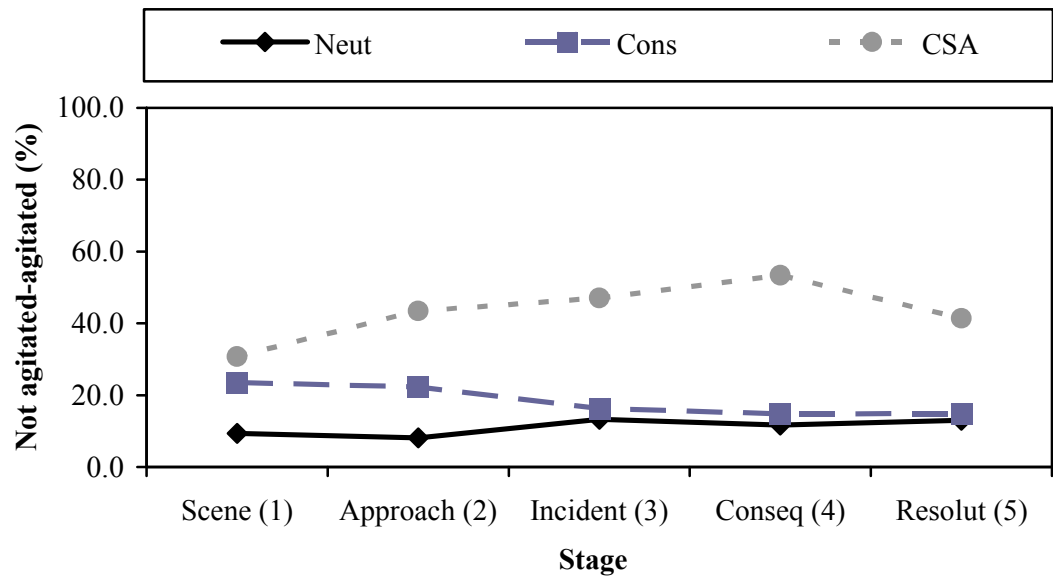 Neut Cons CSA
Not agitated-agitated (%)
100.0
80.0
60.0
40.0
20.0
0.0
Scene (1) Approach (2) Incident (3) Conseq (4) Resolut (5)
Stage